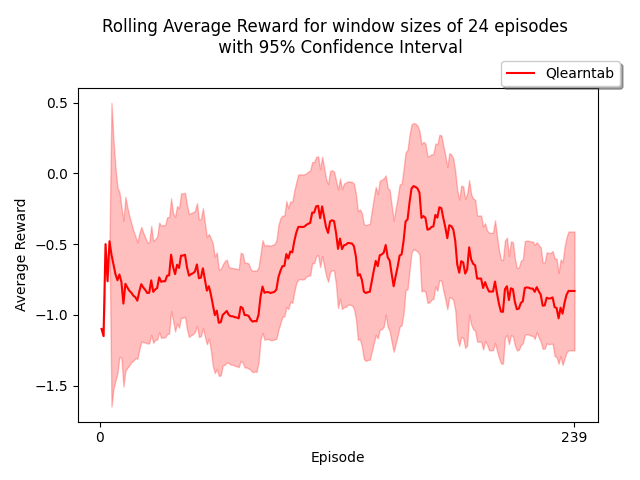 Rolling Average Reward for window sizes of 24 episodes
with 95% Confidence Interval
Qlearntab
0.5
0.0
−0.5
−1.0
−1.5
Average Reward
0
239
Episode